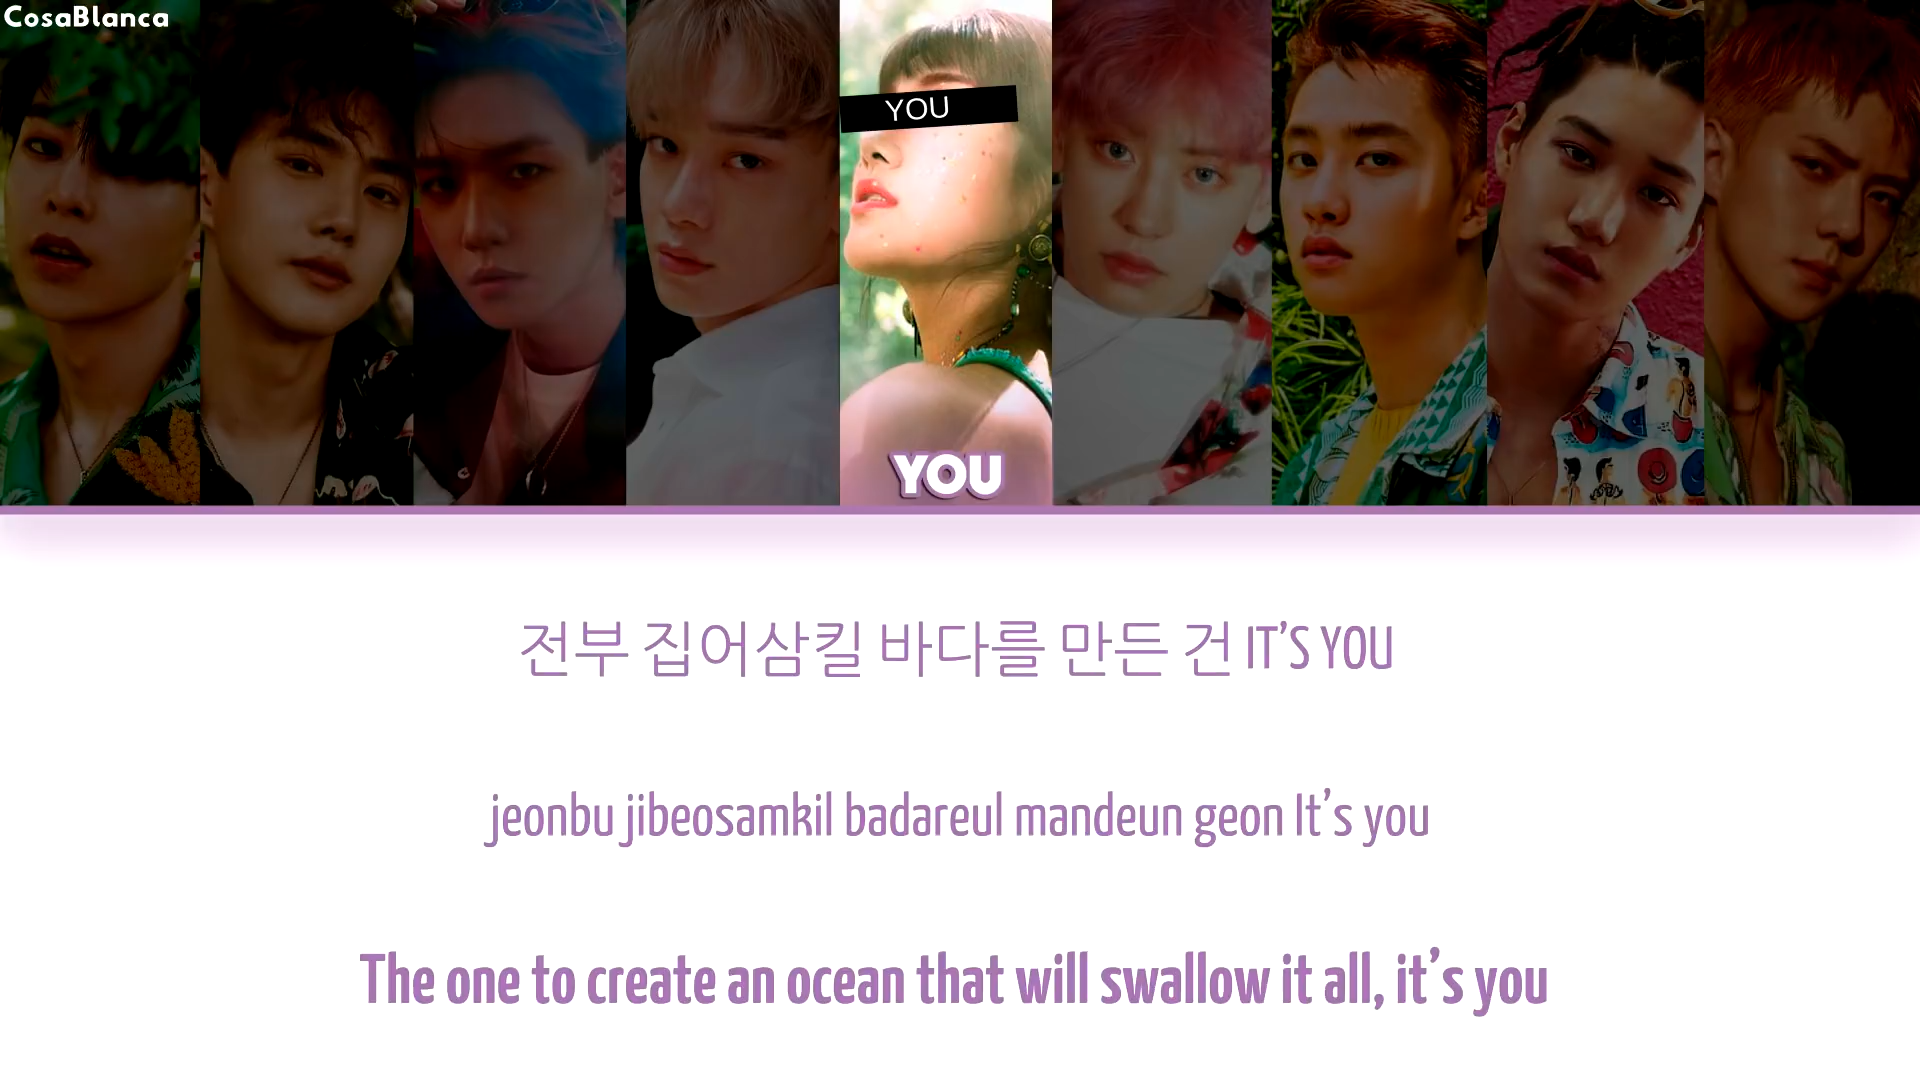 CosaBlanca
YOU
YOU
전부 집어삼킬 바다를 만든 건 IT'S YOU
jeonbu jibeosamkil badareul mandeun geon It's you
The one to create an ocean that will swallow it all, it's you